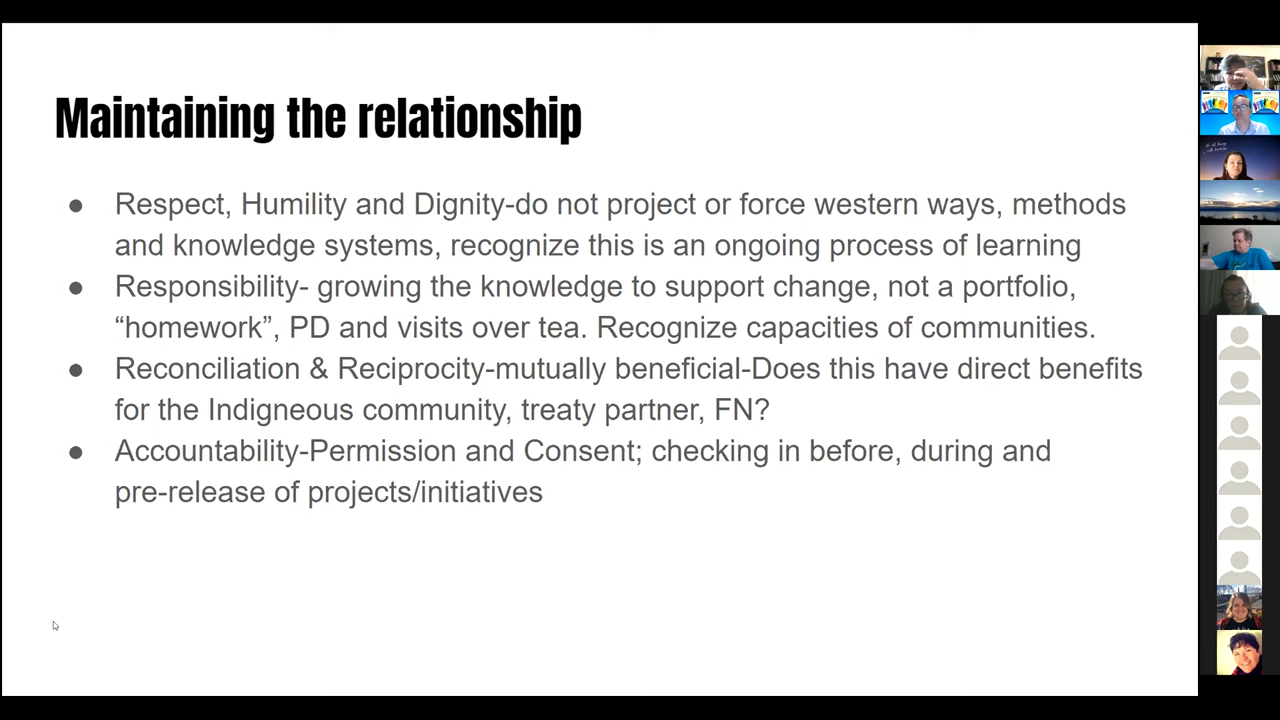 Maintaining the relationship
● Respect, Humility and Dignity-do not project or force western ways, methods
and knowledge systems, recognize this is an ongoing process of learning
● Responsibility- growing the knowledge to support change, not a portfolio,
“homework”, PD and visits over tea. Recognize capacities of communities.
● Reconciliation & Reciprocity-mutually beneficial-Does this have direct benefits
for the Indigneous community, treaty partner, FN?
● Accountability-Permission and Consent; checking in before, during and
pre-release of projects/initiatives